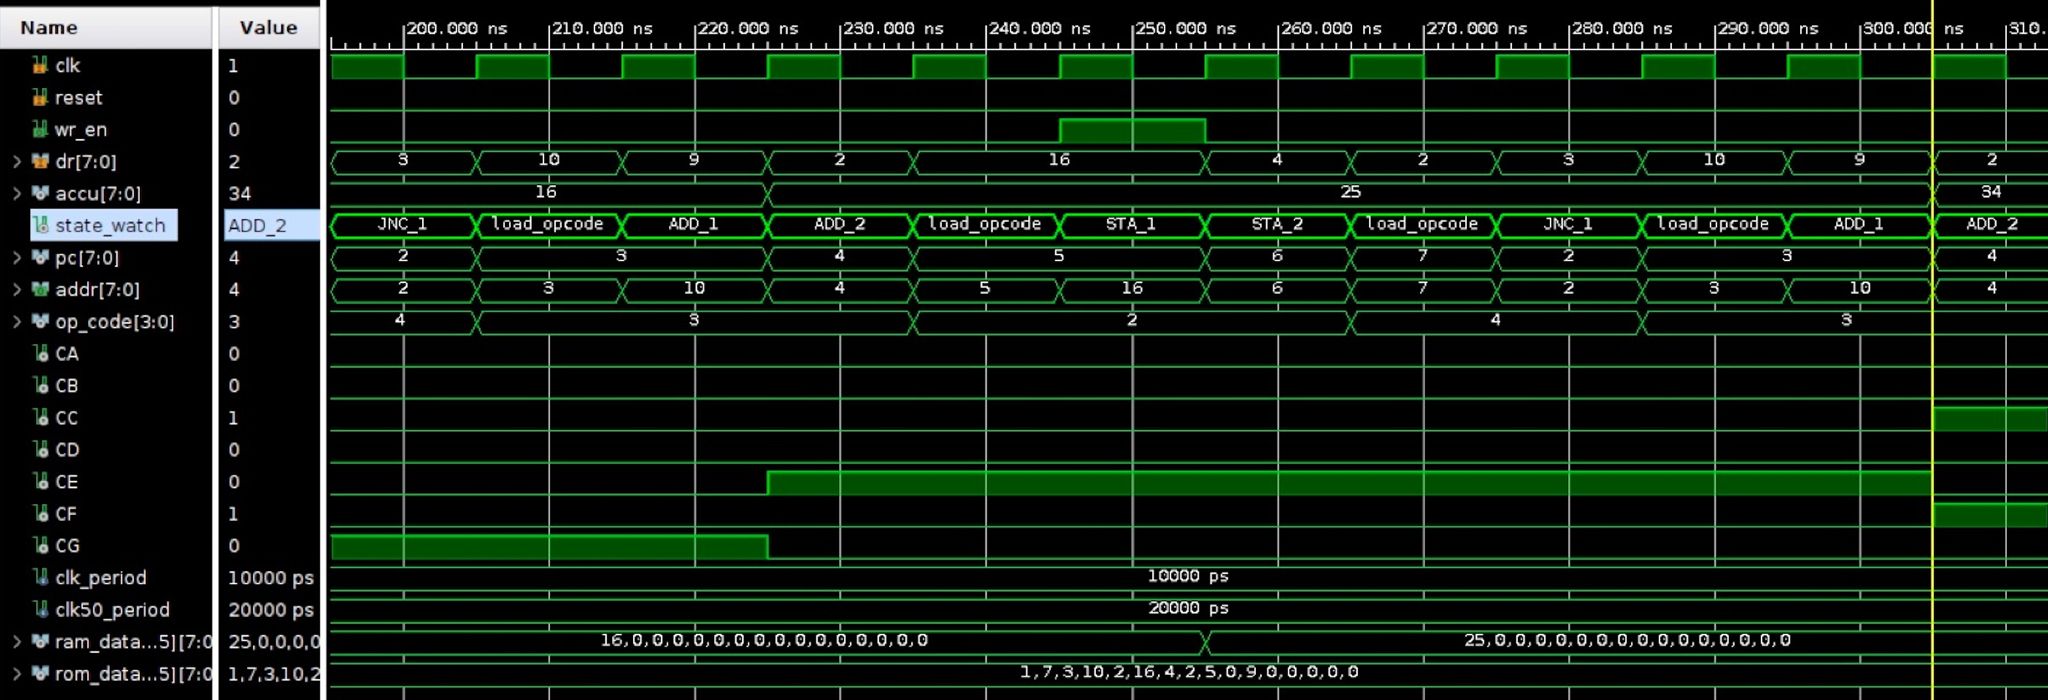 Name Value 200.000 ns 210.000 ns 220.000 ns 230.000 ns 240.000 ns 250.000 ns 260.000 ns 270.000 ns 280.000 ns 290.000 ns 300.000 ns 310.
clk 1
reset 0
wr_en 0
dr[7:0] 2 3 10 9 2 16 4 2 3 10 9 2
accu[7:0] 34 16 25 34
state_watch ADD_2 JNC_1 load_opcode ADD_1 ADD_2 load_opcode STA_1 STA_2 load_opcode JNC_1 load_opcode ADD_1 ADD_2
pc[7:0] 4 2 3 4 5 6 7 2 3 4
addr[7:0] 4 2 3 10 4 5 16 6 7 2 3 10 4
op_code[3:0] 3 4 3 2 4 3
CA 0
CB 0
CC 1
CD 0
CE 0
CF 1
CG 0
clk_period 10000 ps 10000 ps
clk50_period 20000 ps 20000 ps
ram_data...5][7:0 25,0,0,0,0 16,0,0,0,0,0,0,0,0,0,0,0,0,0,0,0 25,0,0,0,0,0,0,0,0,0,0,0,0,0,0,0
rom_data...5][7:0 1,7,3,10,2 1,7,3,10,2,16,4,2,5,0,9,0,0,0,0,0